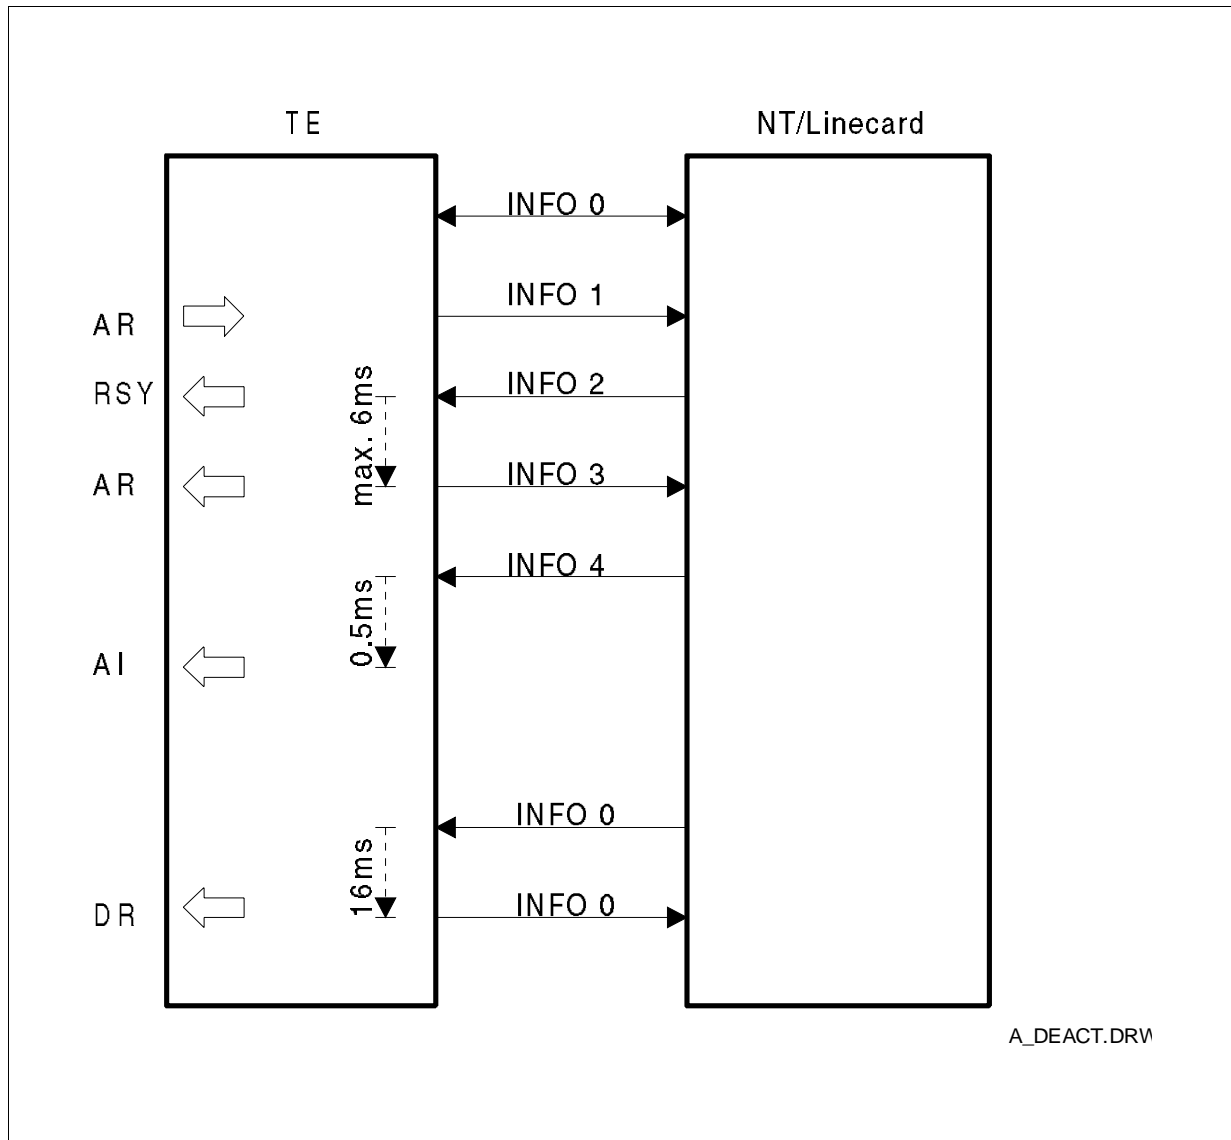 TE
NT/Linecard
INFO 0
AR
INFO 1
RSY
max. 6ms
INFO 2
AR
INFO 3
INFO 4
0.5ms
AI
INFO 0
16ms
DR
INFO 0
A_DEACT.DRW